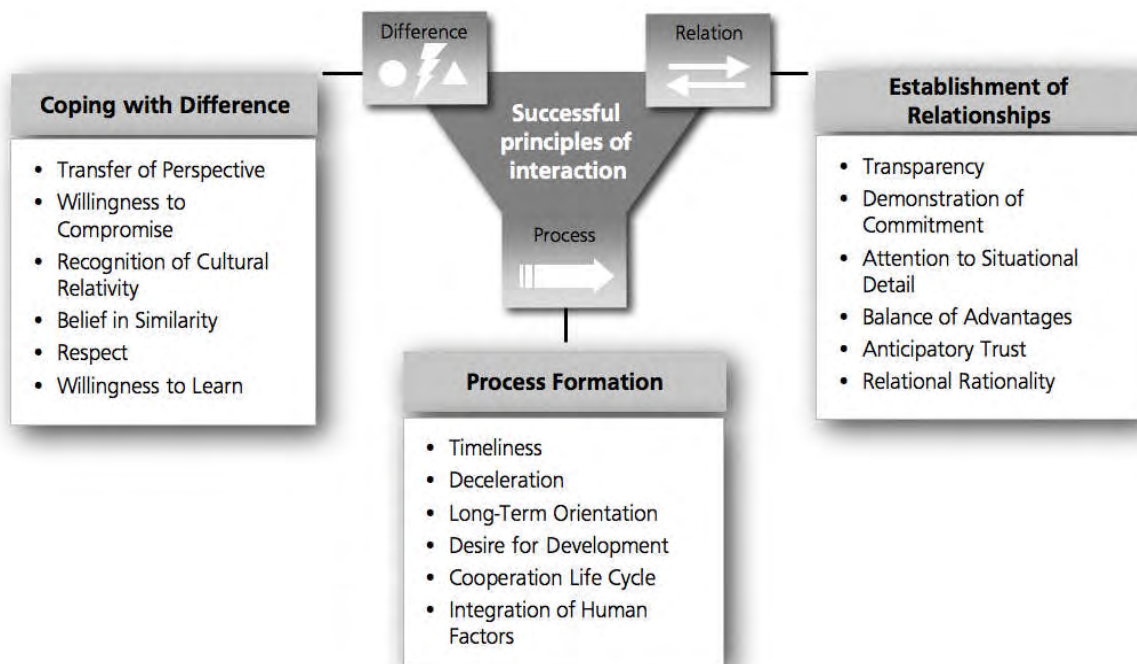 Difference
Relation
Successful
principles of
interaction
Process
Coping with Difference
• Transfer of Perspective
• Willingness to
Compromise
• Recognition of Cultural
Relativity
• Belief in Similarity
• Respect
• Willingness to Learn
Establishment of
Relationships
• Transparency
• Demonstration of
Commitment
• Attention to Situational
Detail
• Balance of Advantages
• Anticipatory Trust
• Relational Rationality
Process Formation
• Timeliness
• Deceleration
• Long-Term Orientation
• Desire for Development
• Cooperation Life Cycle
• Integration of Human
Factors